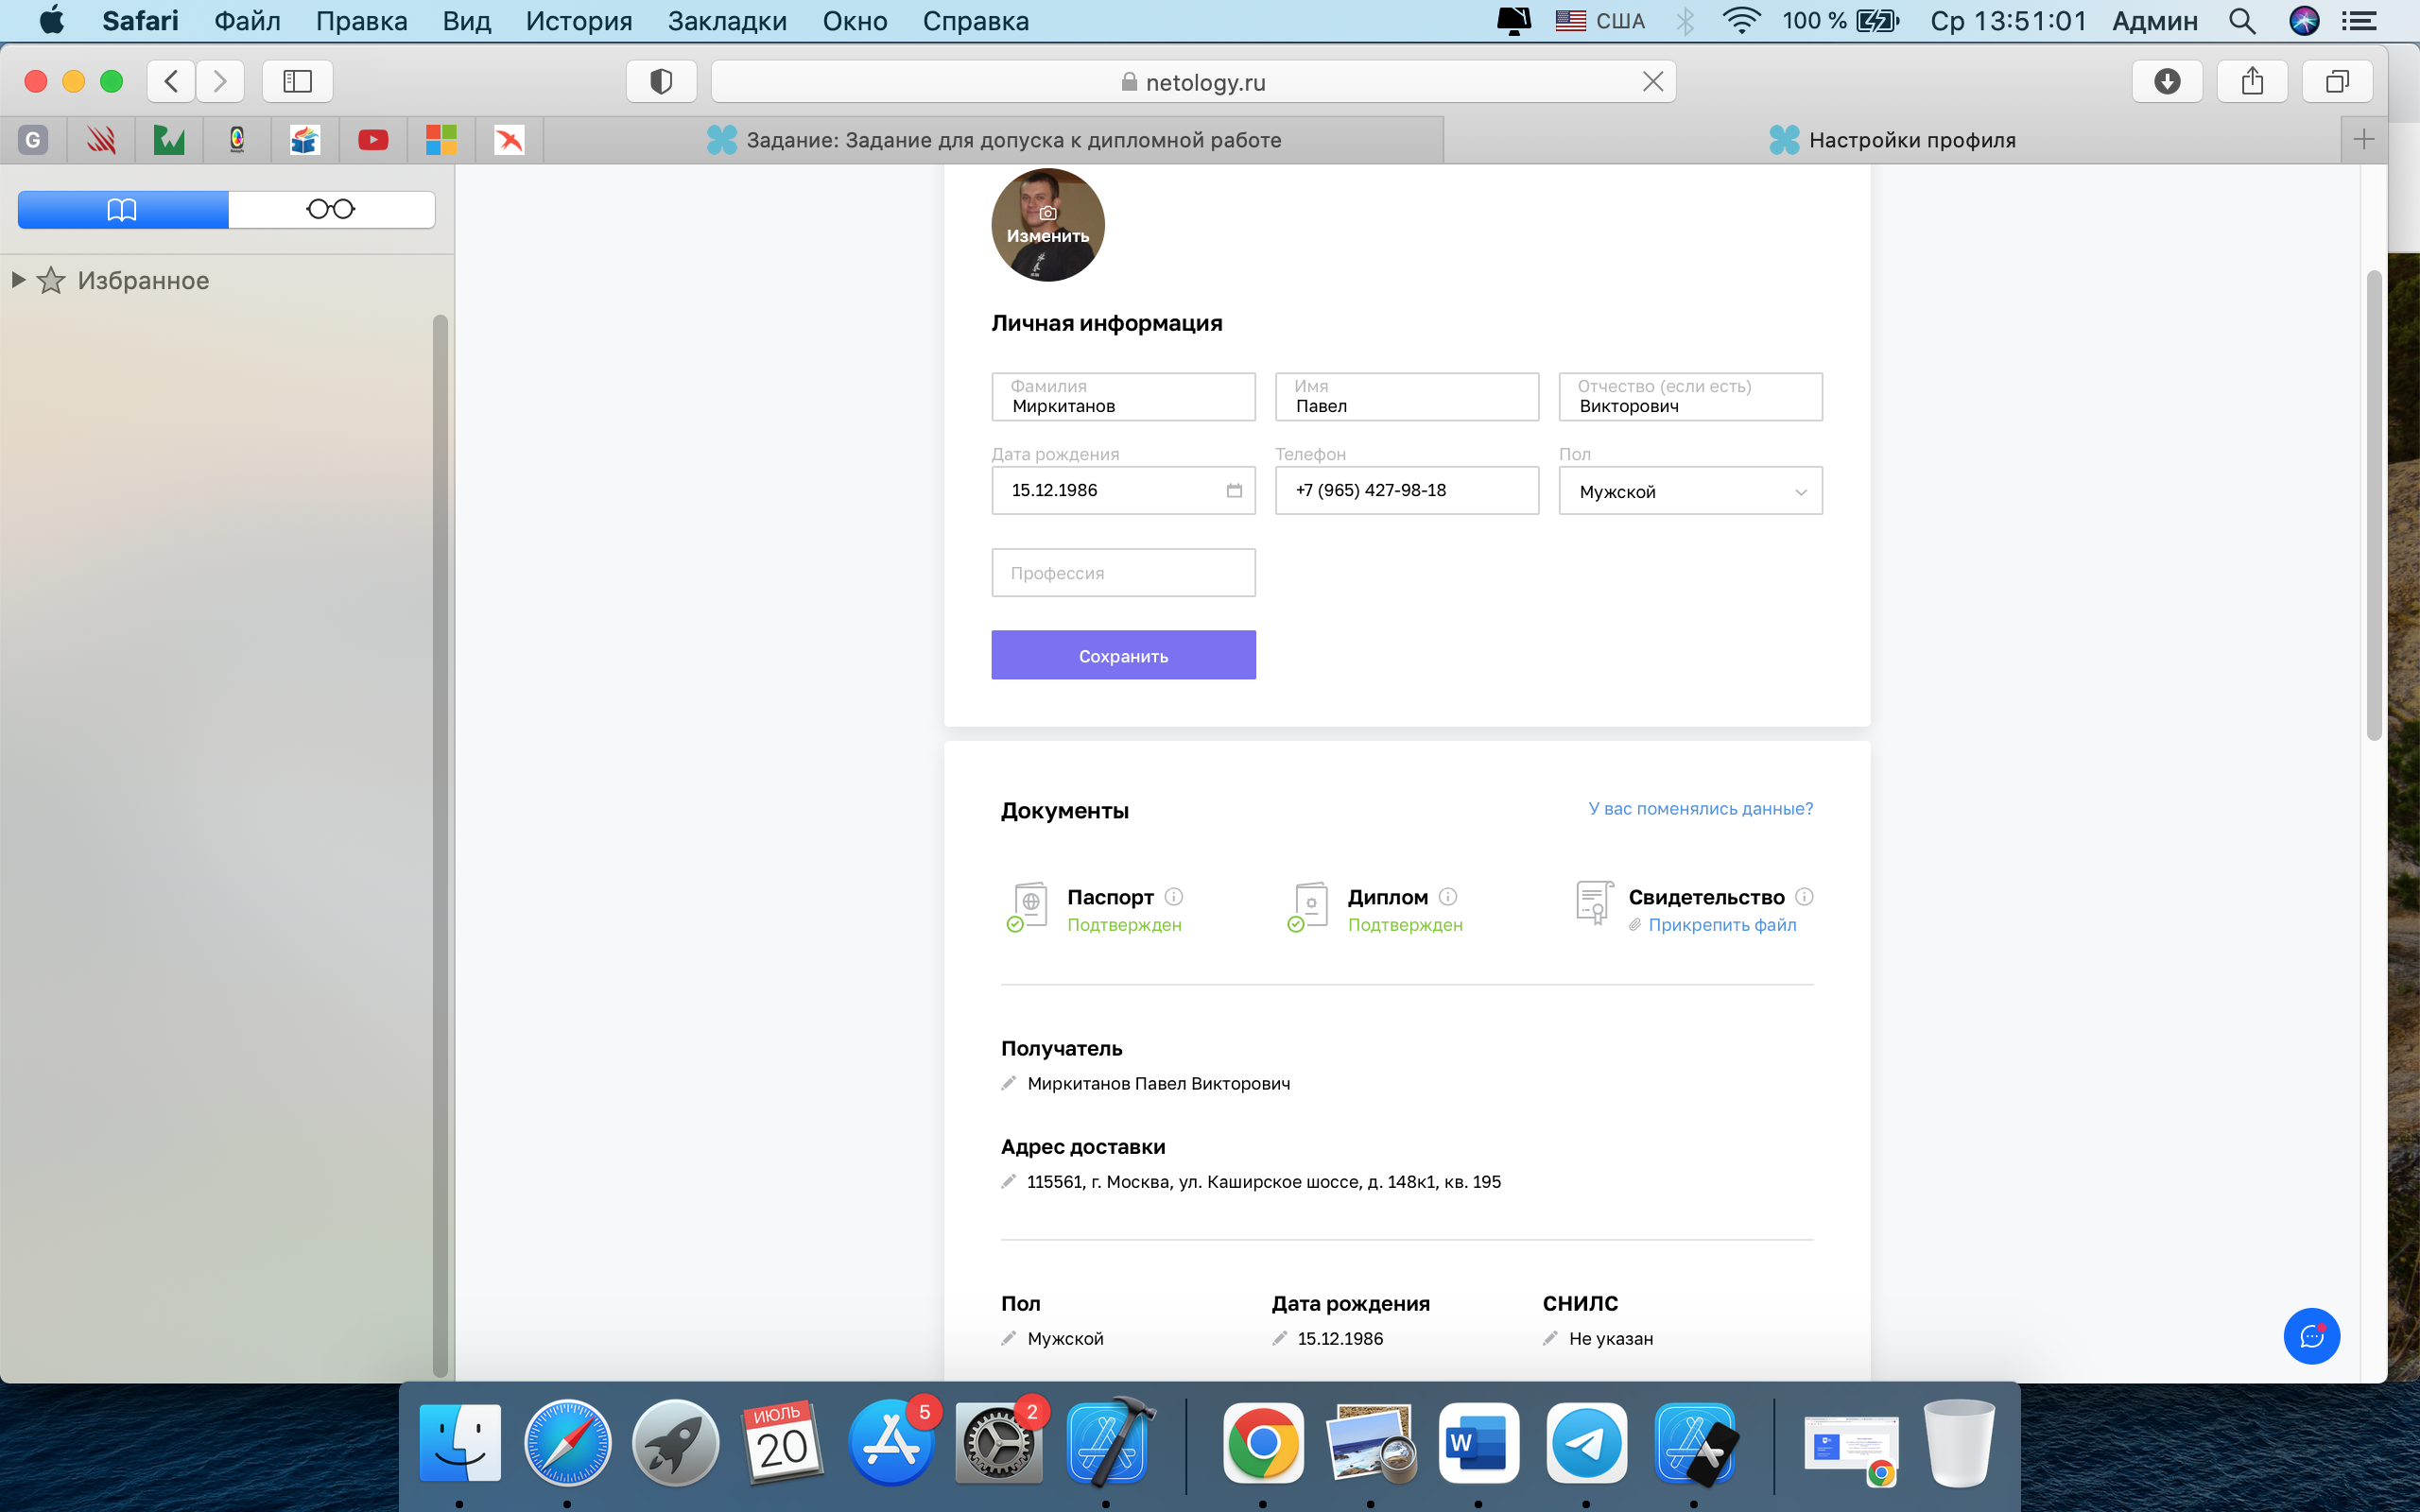 Safari Файл Правка Вид История Закладки Окно Справка США 100 % Ср 13:51:01 Админ
netology.ru
G Задание: Задание для допуска к дипломной работе Настройки профиля
Избранное
Изменить
Личная информация
Фамилия Имя Отчество (если есть)
Миркитанов Павел Викторович
Дата рождения Телефон Пол
15.12.1986 +7 (965) 427-98-18 Мужской
Профессия
Сохранить
Документы У вас поменялись данные?
Паспорт Диплом Свидетельство
Подтвержден Подтвержден Прикрепить файл
Получатель
Миркитанов Павел Викторович
Адрес доставки
115561, г. Москва, ул. Каширское шоссе, д. 148к1, кв. 195
Пол Дата рождения СНИЛС
Мужской 15.12.1986 Не указан
ИЮЛЬ 5 2
20 W